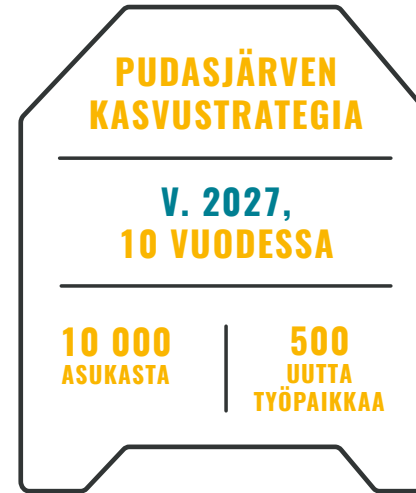 PUDASJÄRVEN
KASVUSTRATEGIA
V. 2027,
10 VUODESSA
10 000
ASUKASTA
500
UUTTA
TYÖPAIKKAA